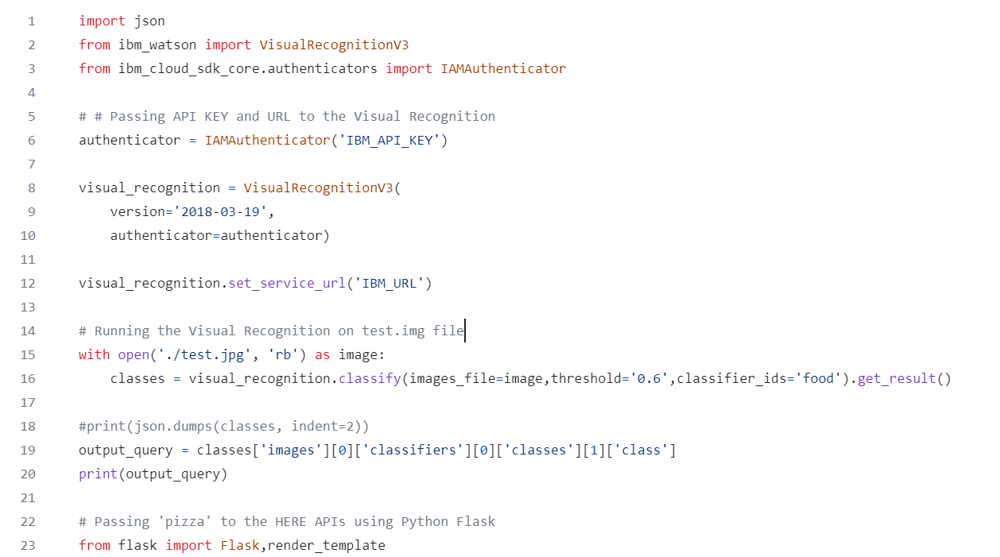 1 import json
2 from ibm_watson import VisualRecognitionV3
3 from ibm_cloud_sdk_core.authenticators import IAMAuthenticator
4
5 # # Passing API KEY and URL to the Visual Recognition
6 authenticator = IAMAuthenticator('IBM_API_KEY')
7
8 visual_recognition = VisualRecognitionV3(
9     version='2018-03-19',
10     authenticator=authenticator)
11
12 visual_recognition.set_service_url('IBM_URL')
13
14 # Running the Visual Recognition on test.img file
15 with open('./test.jpg', 'rb') as image:
16     classes = visual_recognition.classify(images_file=image,threshold='0.6',classifier_ids='food').get_result()
17
18 #print(json.dumps(classes, indent=2))
19 output_query = classes['images'][0]['classifiers'][0]['classes'][1]['class']
20 print(output_query)
21
22 # Passing 'pizza' to the HERE APIs using Python Flask
23 from flask import Flask,render_template